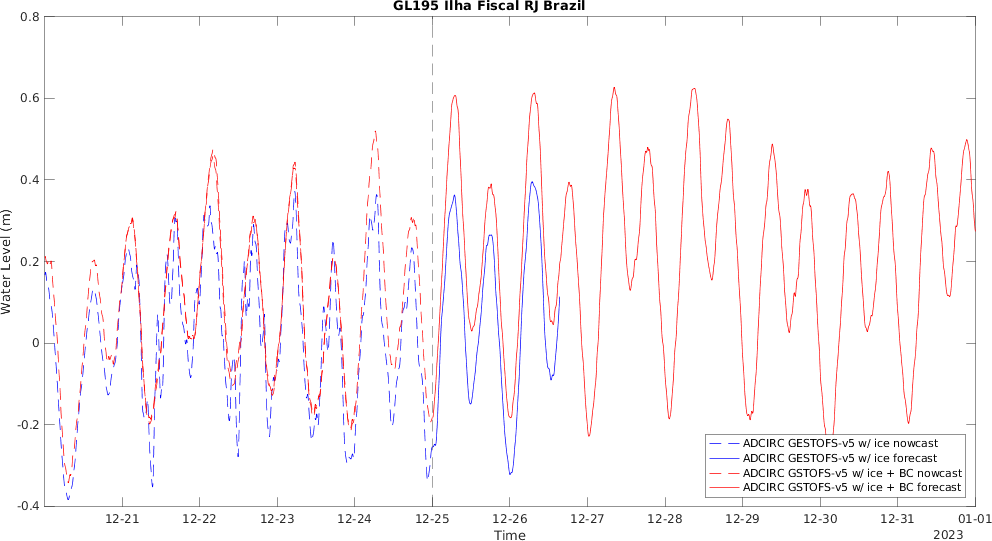 GL195 Ilha Fiscal RJ Brazil
0.8
0.6
0.4
0.2
0
-0.2
-0.4
Water Level (m)
ADCIRC GESTOFS-v5 w/ ice nowcast
ADCIRC GESTOFS-v5 w/ ice forecast
ADCIRC GSTOFS-v5 w/ ice + BC nowcast
ADCIRC GSTOFS-v5 w/ ice + BC forecast
12-21 12-22 12-23 12-24 12-25 12-26 12-27 12-28 12-29 12-30 12-31 01-01
Time
2023